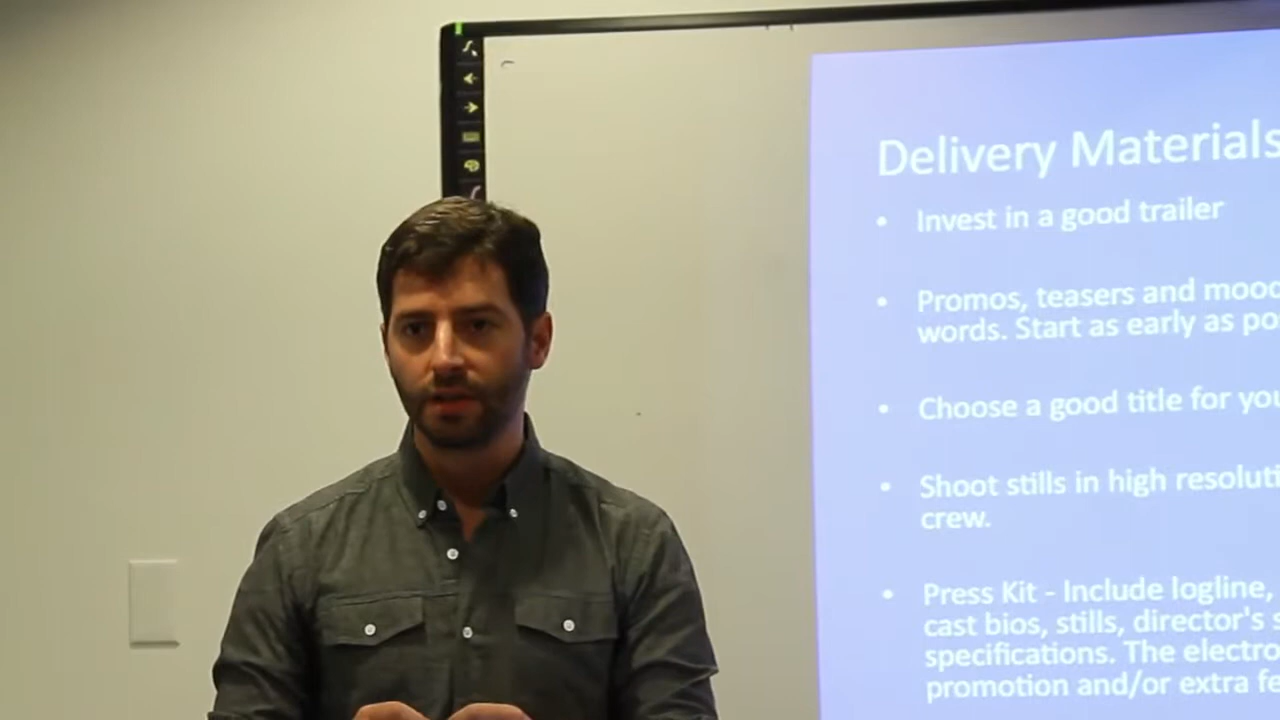 Delivery Materials
• Invest in a good trailer
• Promos, teasers and mood
words. Start as early as po
• Choose a good title for you
• Shoot stills in high resoluti
crew.
• Press Kit - Include logline,
cast bios, stills, director's s
specifications. The electro
promotion and/or extra fe